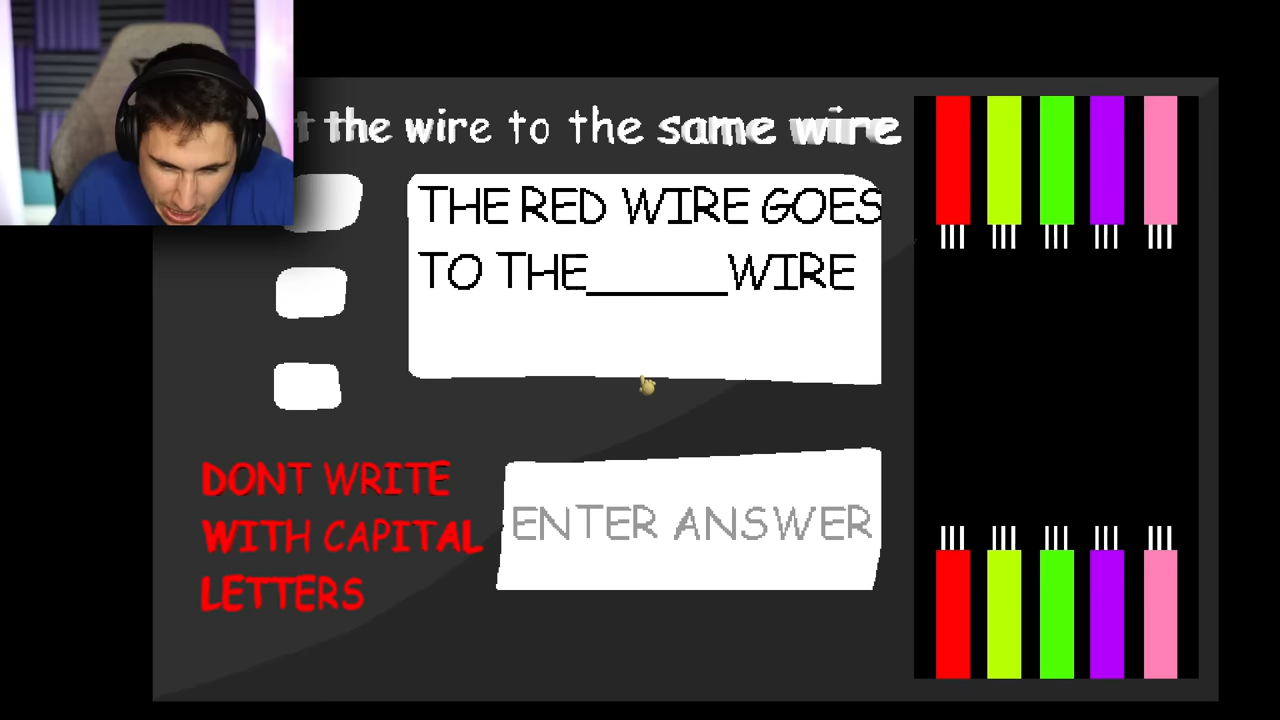 the wire to the same wire
THE RED WIRE GOES
TO THE______WIRE
DONT WRITE
WITH CAPITAL
LETTERS
ENTER ANSWER